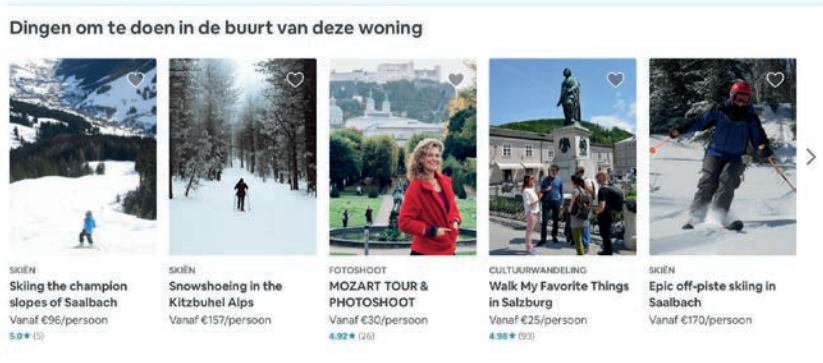 Dingen om te doen in de buurt van deze woning
SKIËN
Skiing the champion
slopes of Saalbach
Vanaf €96/persoon
5.0★ (5)
SKIËN
Snowshoeing in the
Kitzbuhel Alps
Vanaf €157/persoon
FOTOSHOOT
MOZART TOUR &
PHOTOSHOOT
Vanaf €30/persoon
4.92★ (26)
CULTUURWANDELING
Walk My Favorite Things
in Salzburg
Vanaf €25/persoon
4.98★ (93)
SKIËN
Epic off-piste skiing in
Saalbach
Vanaf €170/persoon